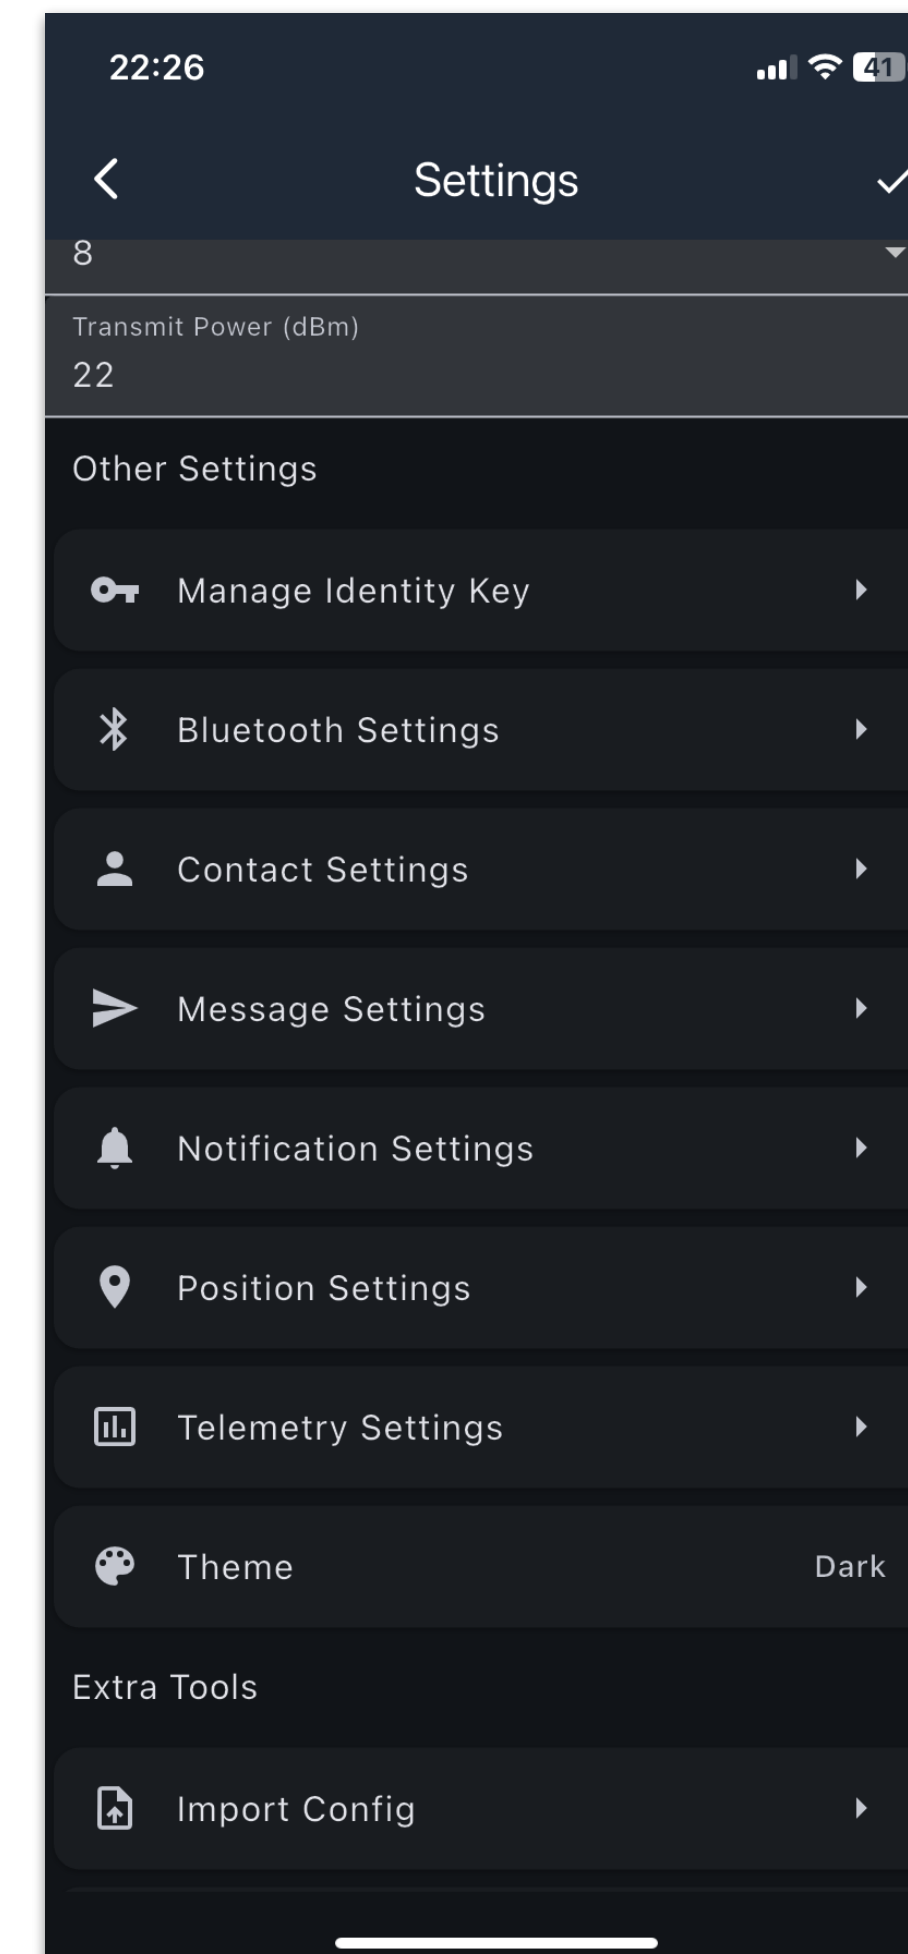 22:26
41
Settings
8
Transmit Power (dBm)
22
Other Settings
Manage Identity Key
Bluetooth Settings
Contact Settings
Message Settings
Notification Settings
Position Settings
Telemetry Settings
Theme
Dark
Extra Tools
Import Config